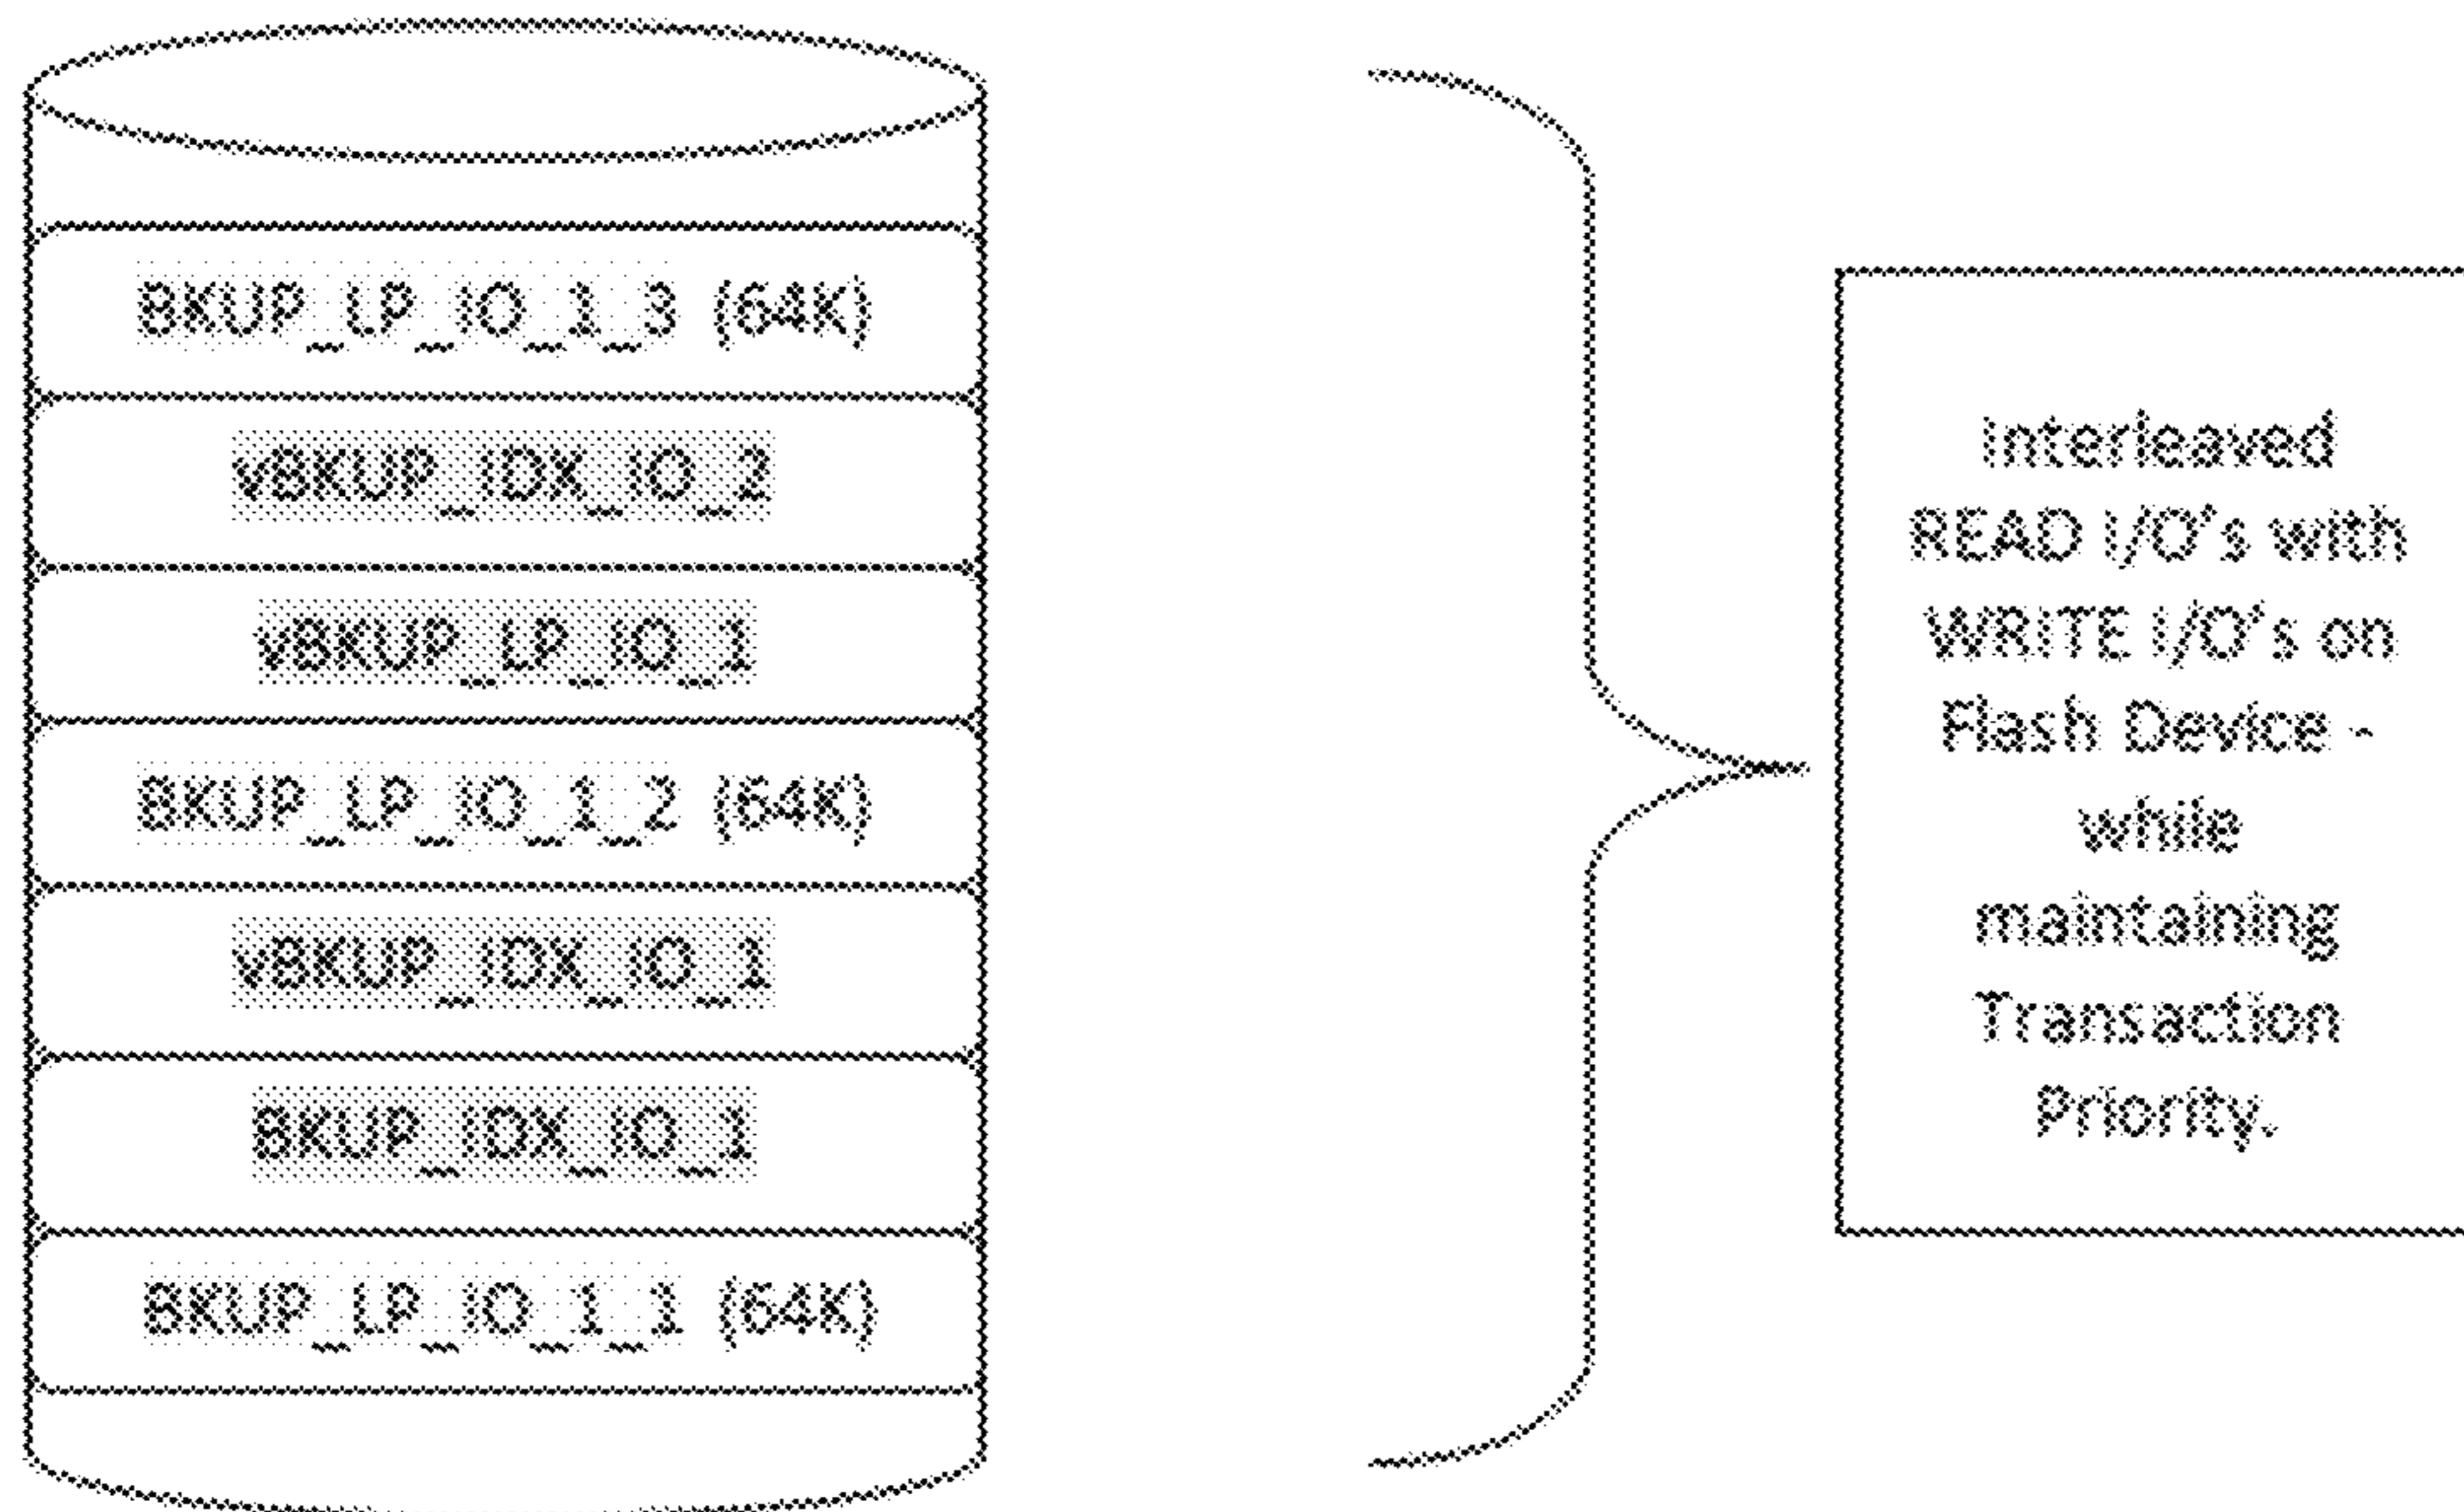 BKUP_LP_IO_1_3 (64K)
vBKUP_IDX_IO_2
vBKUP_LP_IO_1
BKUP_LP_IO_1_2 (64K)
vBKUP_IDX_IO_1
BKUP_IDX_IO_1
BKUP_LP_IO_1_1 (64K)
Interleaved
READ I/O's with
WRITE I/O's on
Flash Device -
while
maintaining
Transaction
Priority.